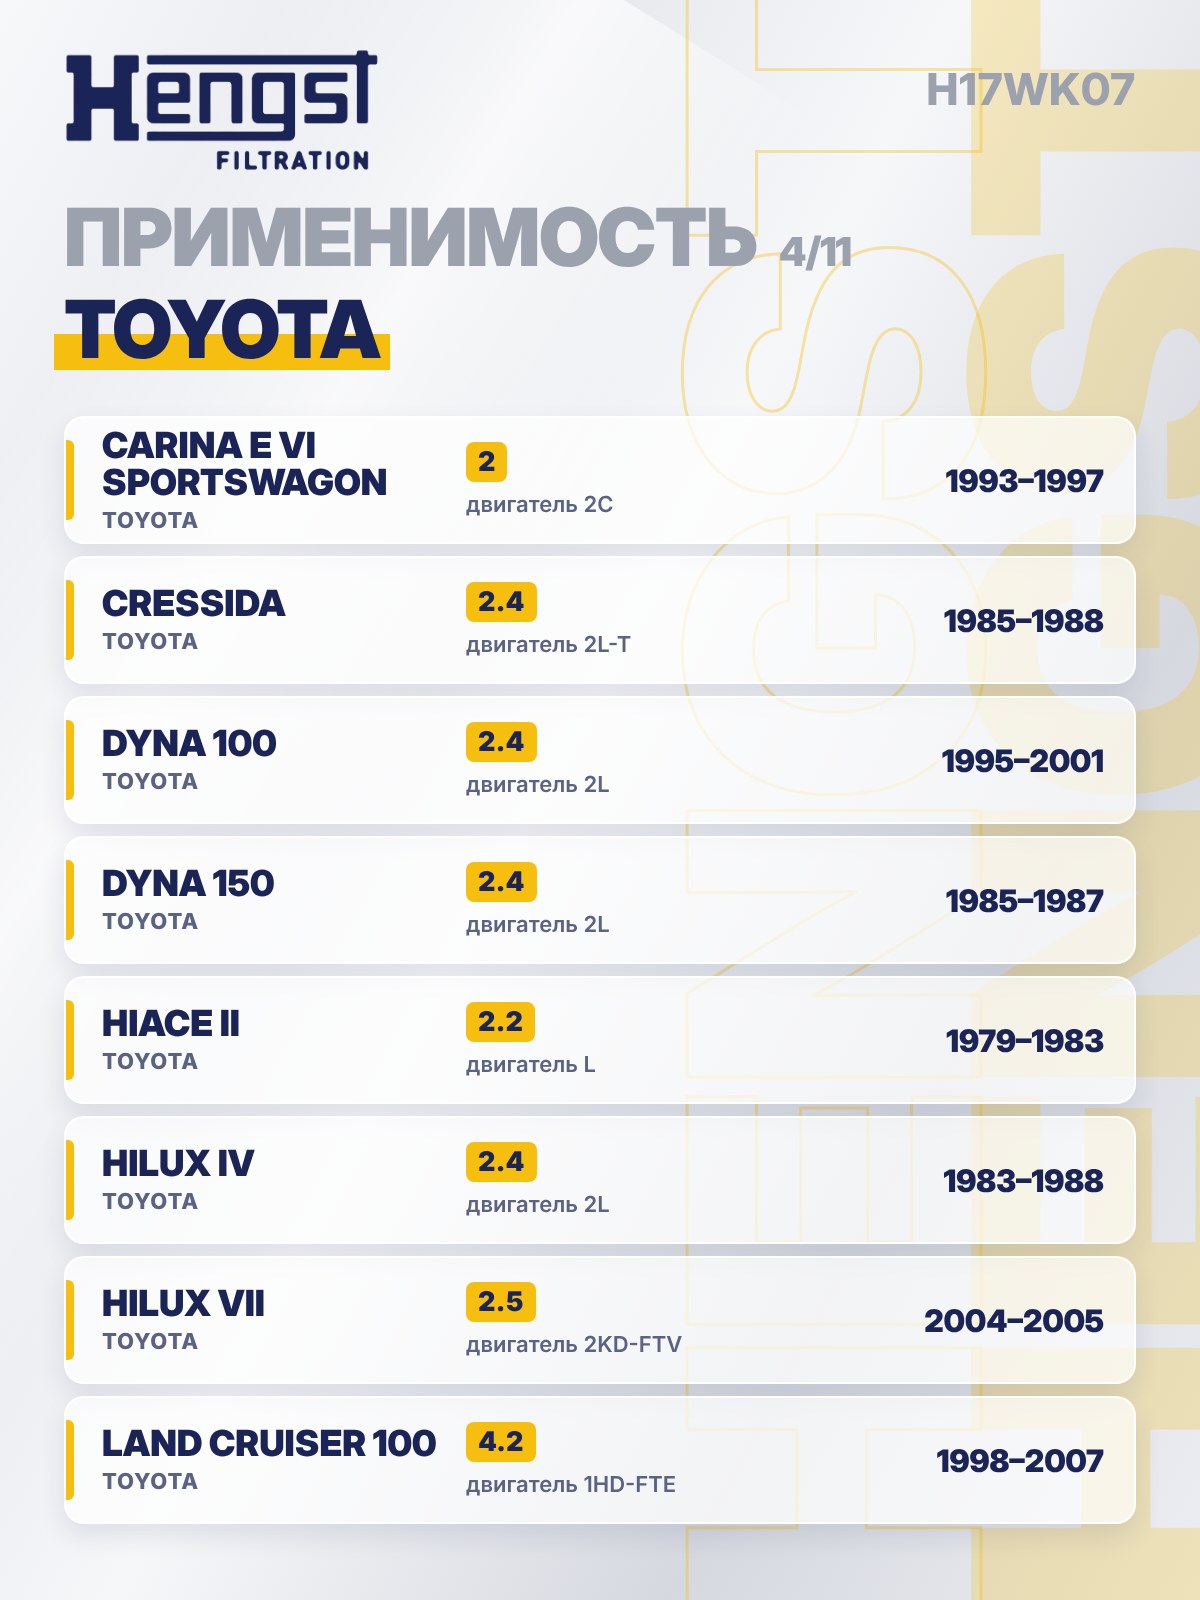 Hengst
FILTRATION
H17WK07
ПРИМЕНИМОСТЬ 4/11
TOYOTA
CARINA E VI
SPORTSWAGON
TOYOTA
2
двигатель 2C
1993–1997
CRESSIDA
TOYOTA
2.4
двигатель 2L-T
1985–1988
DYNA 100
TOYOTA
2.4
двигатель 2L
1995–2001
DYNA 150
TOYOTA
2.4
двигатель 2L
1985–1987
HIACE II
TOYOTA
2.2
двигатель L
1979–1983
HILUX IV
TOYOTA
2.4
двигатель 2L
1983–1988
HILUX VII
TOYOTA
2.5
двигатель 2KD-FTV
2004–2005
LAND CRUISER 100
TOYOTA
4.2
двигатель 1HD-FTE
1998–2007
HENGST
HENGST